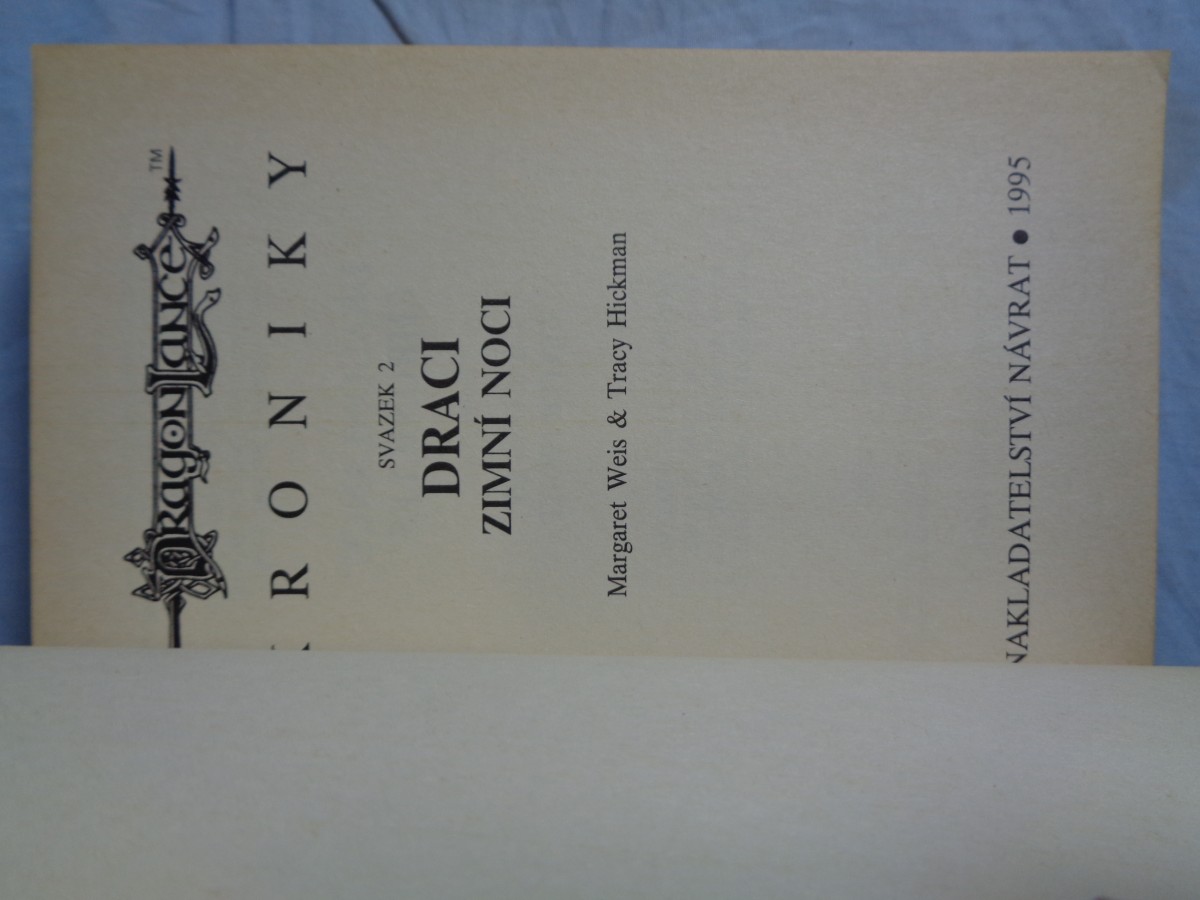 DRAGONLANCE™
KRONIKY
SVAZEK 2
DRACI
ZIMNÍ NOCI
Margaret Weis & Tracy Hickman
NAKLADATELSTVÍ NÁVRAT ● 1995